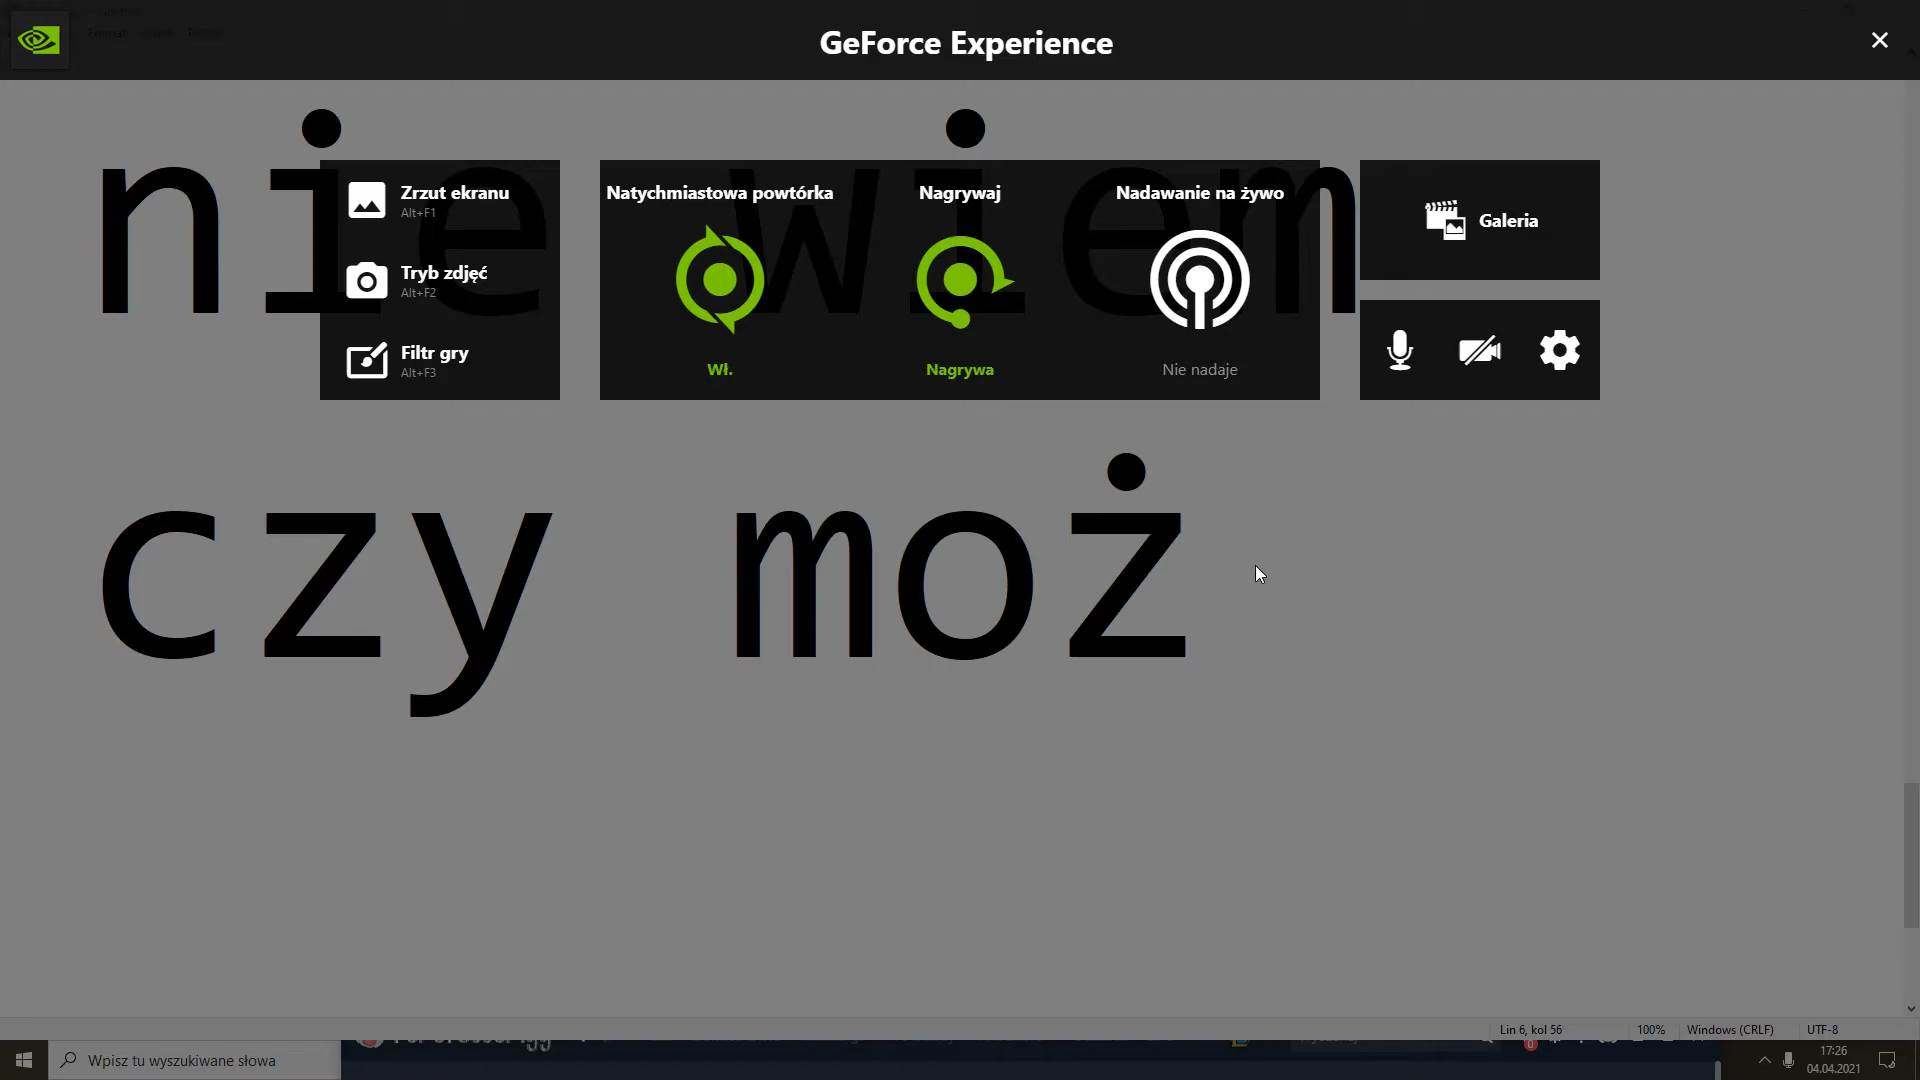 GeForce Experience
nie wiem
Zrzut ekranu
Alt+F1
Tryb zdjęć
Alt+F2
Filtr gry
Alt+F3
Natychmiastowa powtórka
Wł.
Nagrywaj
Nagrywa
Nadawanie na żywo
Nie nadaje
Galeria
czy moż
Lin 6, kol 56
100%
Windows (CRLF)
UTF-8
Wpisz tu wyszukiwane słowa
17:26
04.04.2021